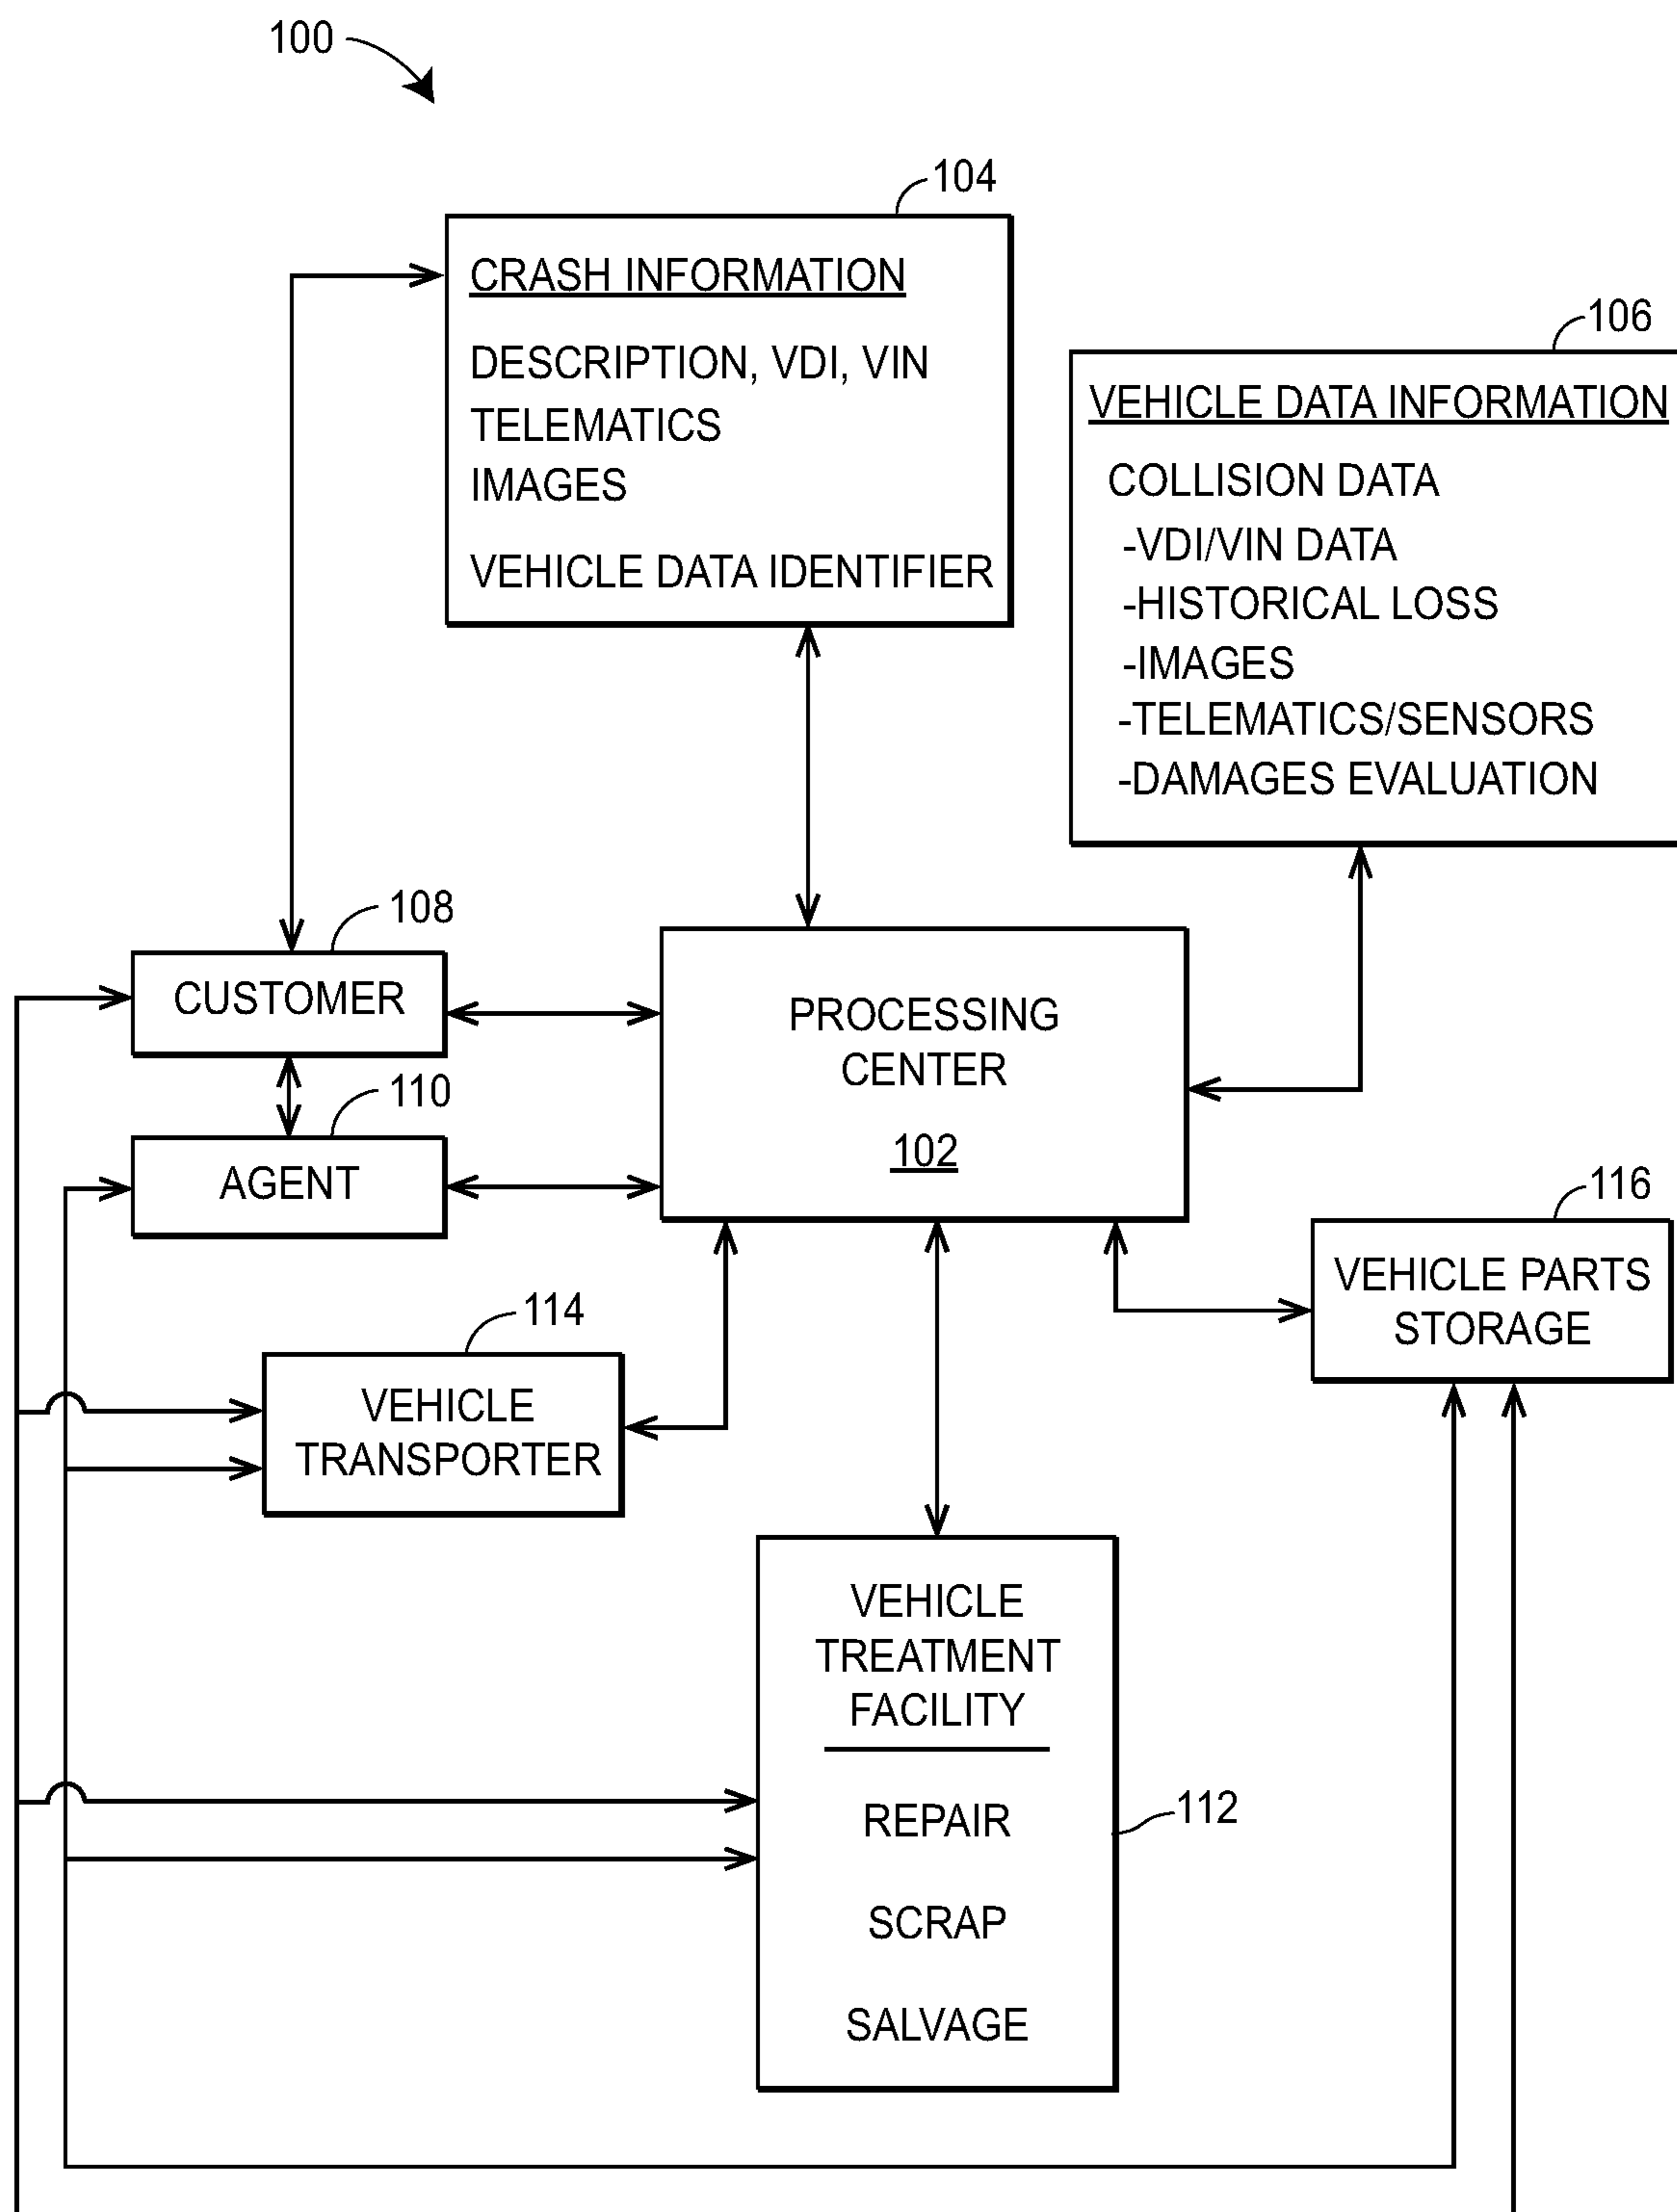 100
104
CRASH INFORMATION
DESCRIPTION, VDI, VIN
TELEMATICS
IMAGES
VEHICLE DATA IDENTIFIER
106
VEHICLE DATA INFORMATION
COLLISION DATA
-VDI/VIN DATA
-HISTORICAL LOSS
-IMAGES
-TELEMATICS/SENSORS
-DAMAGES EVALUATION
108
CUSTOMER
PROCESSING
CENTER
102
110
AGENT
116
VEHICLE PARTS
STORAGE
114
VEHICLE
TRANSPORTER
VEHICLE
TREATMENT
FACILITY
REPAIR
SCRAP
SALVAGE
112